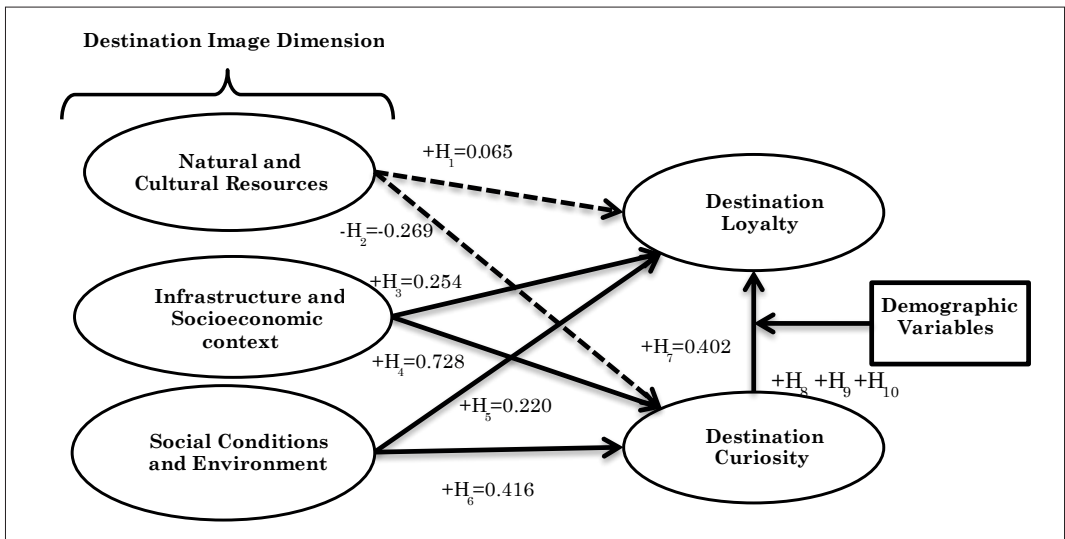 Destination Image Dimension
Natural and
Cultural Resources
+H₁=0.065
Destination
Loyalty
-H₂=-0.269
+H₃=0.254
Infrastructure and
Socioeconomic
context
Demographic
Variables
+H₄=0.728
+H₇=0.402
+H₈ +H₉ +H₁₀
+H₅=0.220
Social Conditions
and Environment
Destination
Curiosity
+H₆=0.416